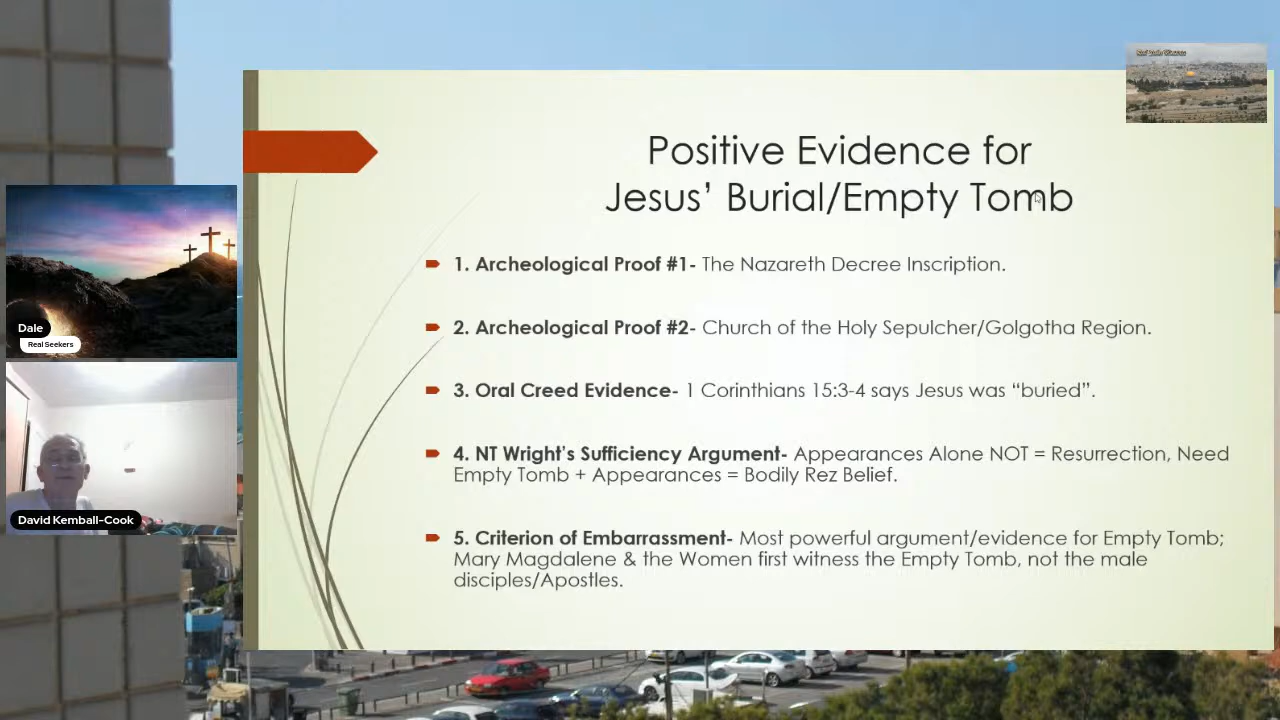 Positive Evidence for
Jesus’ Burial/Empty Tomb
1. Archeological Proof #1- The Nazareth Decree Inscription.
2. Archeological Proof #2- Church of the Holy Sepulcher/Golgotha Region.
3. Oral Creed Evidence- 1 Corinthians 15:3-4 says Jesus was “buried”.
4. NT Wright’s Sufficiency Argument- Appearances Alone NOT = Resurrection, Need
Empty Tomb + Appearances = Bodily Rez Belief.
5. Criterion of Embarrassment- Most powerful argument/evidence for Empty Tomb;
Mary Magdalene & the Women first witness the Empty Tomb, not the male
disciples/Apostles.
Dale
Real Seekers
David Kemball-Cook